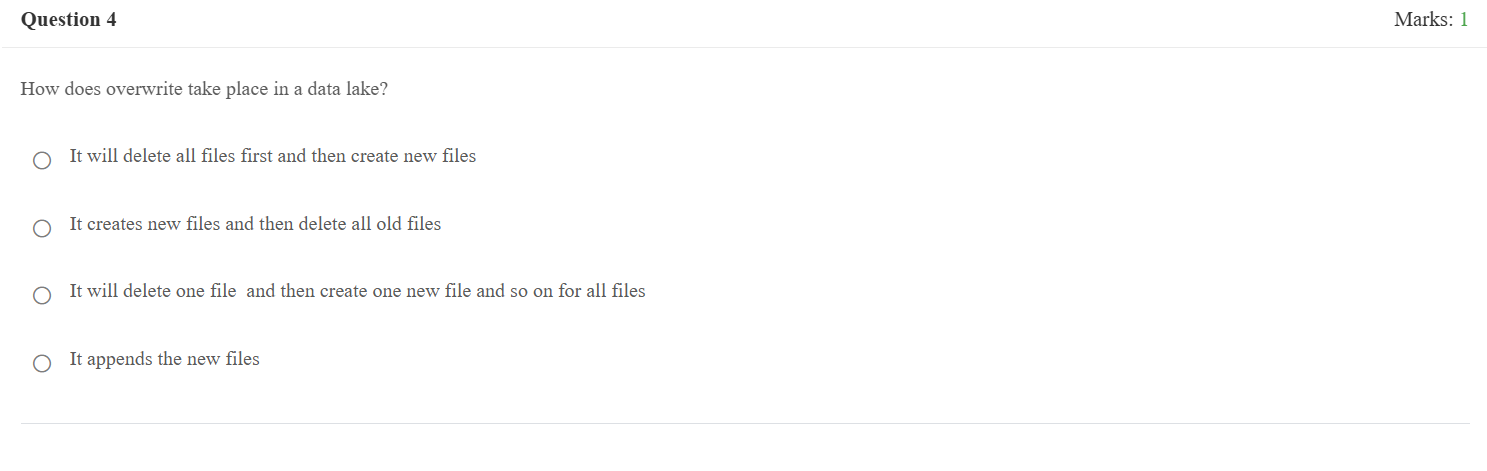 Question 4
Marks: 1
How does overwrite take place in a data lake?
It will delete all files first and then create new files
It creates new files and then delete all old files
It will delete one file  and then create one new file and so on for all files
It appends the new files